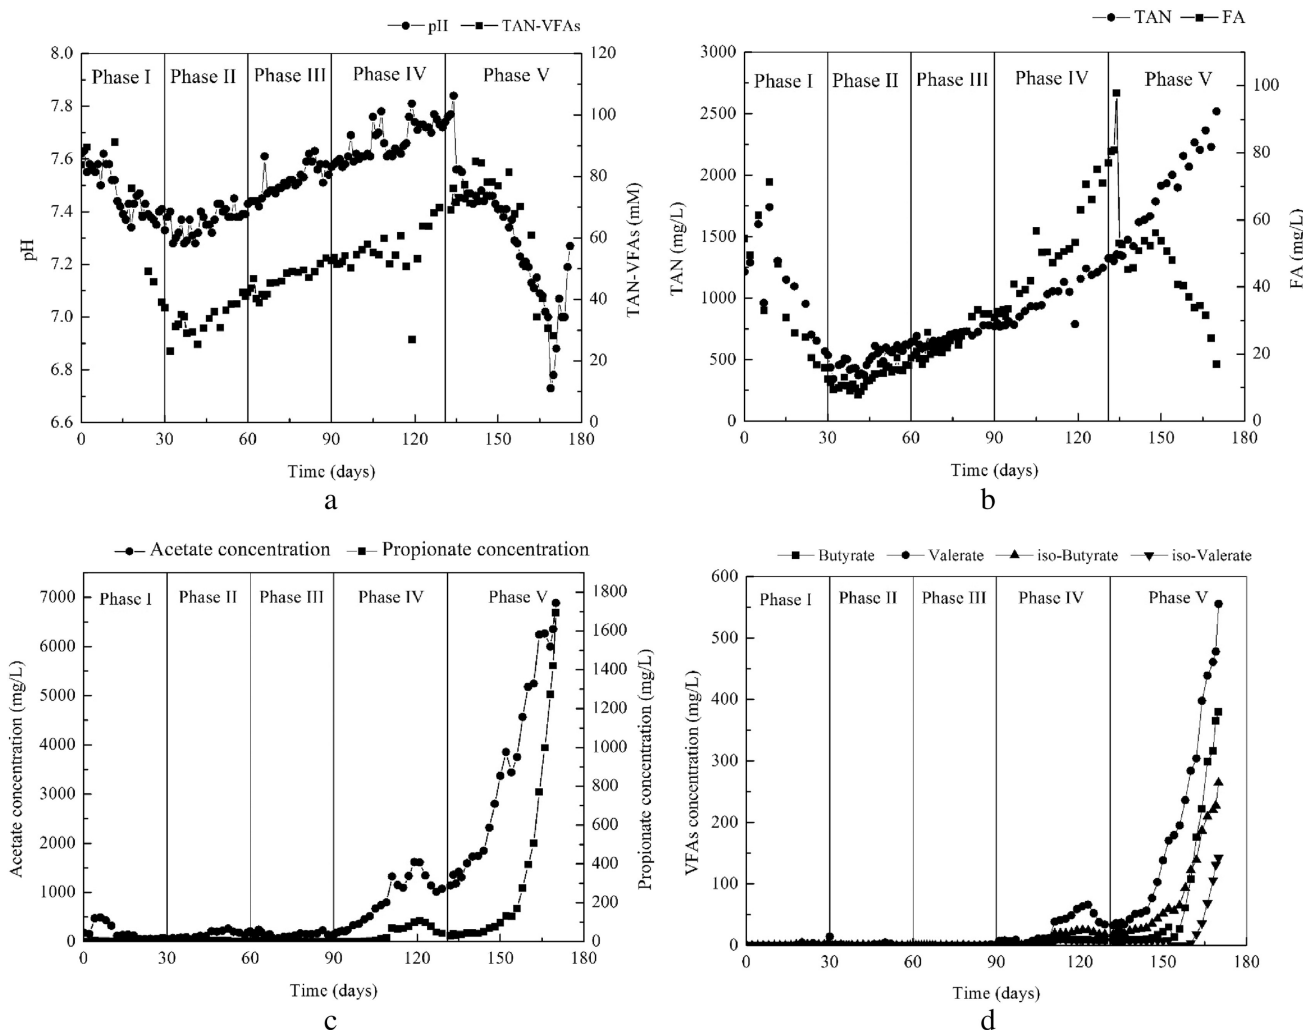 pH TAN-VFAs
8.0 120
Phase I Phase II Phase III Phase IV Phase V
7.8 100
7.6 80
7.4 60
7.2 40
7.0 20
6.8 0
6.6
pH
TAN-VFAs (mM)
0 30 60 90 120 150 180
Time (days)
a
TAN FA
3000
Phase I Phase II Phase III Phase IV Phase V
2500 100
2000 80
1500 60
1000 40
500 20
0 0
TAN (mg/L)
FA (mg/L)
0 30 60 90 120 150 180
Time (days)
b
Acetate concentration Propionate concentration
Phase I Phase II Phase III Phase IV Phase V
7000 1800
6000 1600
5000 1400
4000 1200
3000 1000
2000 800
1000 600
0 400
200
0
Acetate concentration (mg/L)
Propionate concentration (mg/L)
0 30 60 90 120 150 180
Time (days)
c
Butyrate Valerate iso-Butyrate iso-Valerate
600
Phase I Phase II Phase III Phase IV Phase V
500
400
300
200
100
0
VFAs concentration (mg/L)
0 30 60 90 120 150 180
Time (days)
d